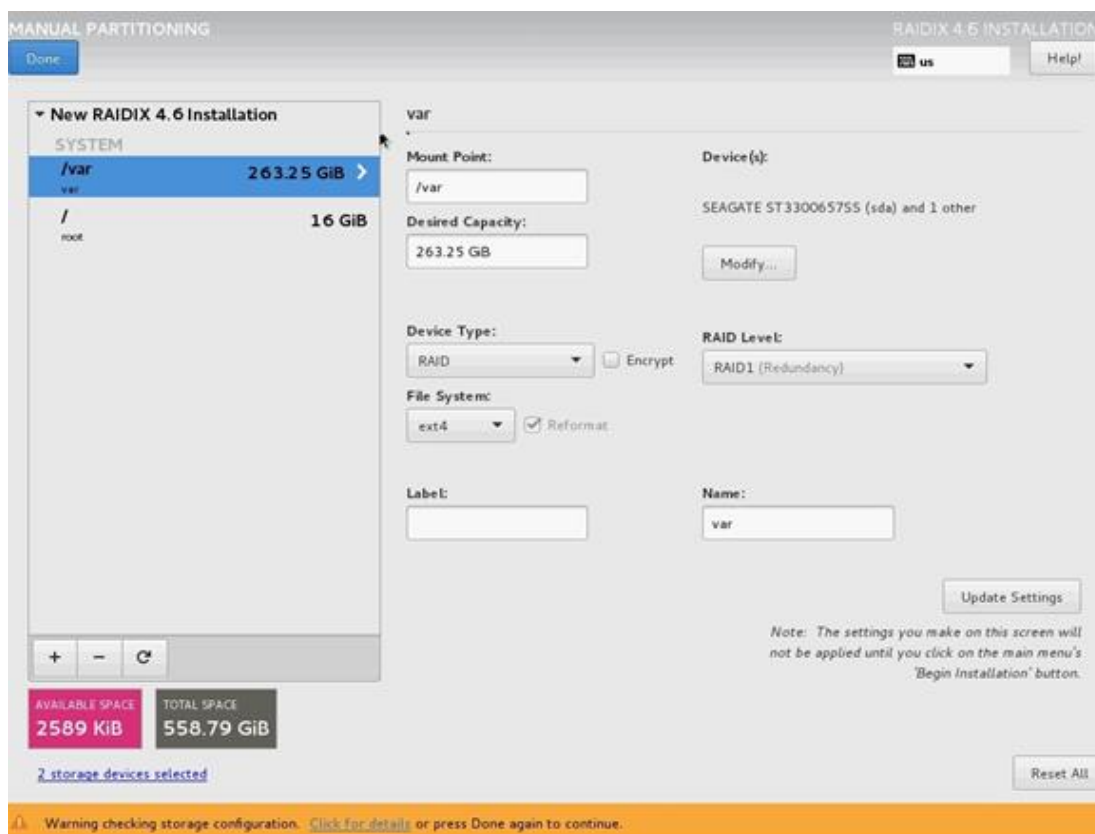 MANUAL PARTITIONING
RAIDIX 4.6 INSTALLATION
Done
us
Help!
New RAIDIX 4.6 Installation
SYSTEM
/var
263.25 GiB
var
/
16 GiB
root
var
Mount Point:
/var
Desired Capacity:
263.25 GiB
Device(s):
SEAGATE ST3300657SS (sda) and 1 other
Modify...
Device Type:
RAID
Encrypt
RAID Level:
RAID1 (Redundancy)
File System:
ext4
Reformat
Label:
Name:
var
Update Settings
Note: The settings you make on this screen will
not be applied until you click on the main menu's
'Begin Installation' button.
+ - 
AVAILABLE SPACE
2589 KiB
TOTAL SPACE
558.79 GiB
2 storage devices selected
Reset All
Warning checking storage configuration. Click for details or press Done again to continue.